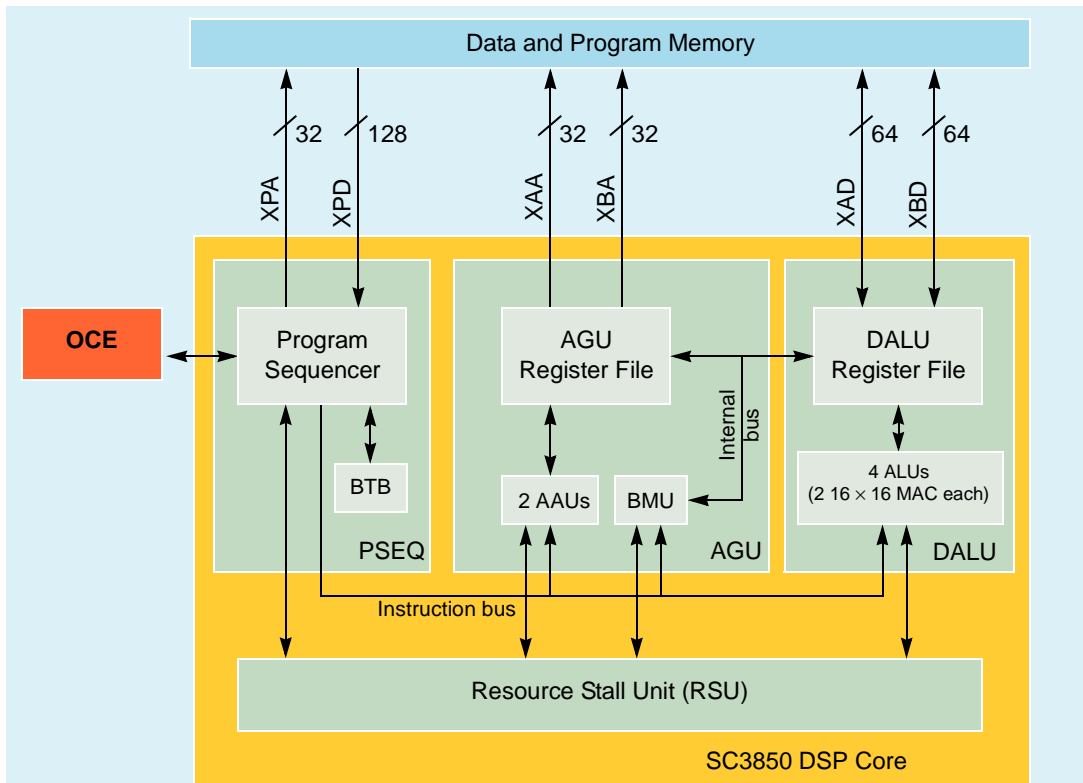 Data and Program Memory
32
128
32
32
64
64
XPA
XPD
XAA
XBA
XAD
XBD
OCE
Program
Sequencer
AGU
Register File
DALU
Register File
Internal
bus
BTB
2 AAUs
BMU
4 ALUs
(2 16 × 16 MAC each)
PSEQ
AGU
DALU
Instruction bus
Resource Stall Unit (RSU)
SC3850 DSP Core